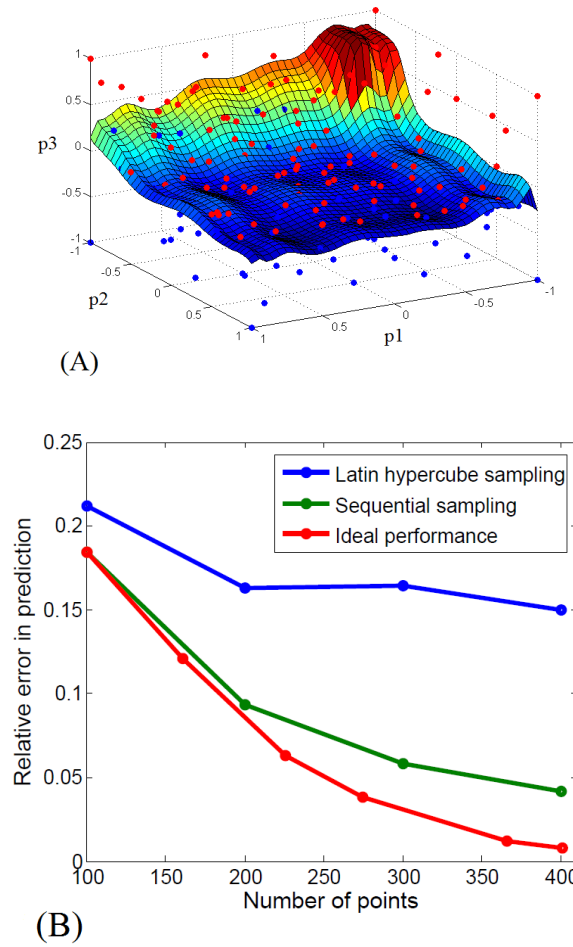 1
0.5
p3
0
-0.5
-1
-1
-0.5
p2
0
0.5
1
1
0.5
p1
0
-0.5
-1
(A)
0.25
0.2
0.15
0.1
0.05
0
Relative error in prediction
Latin hypercube sampling
Sequential sampling
Ideal performance
100 150 200 250 300 350 400
Number of points
(B)